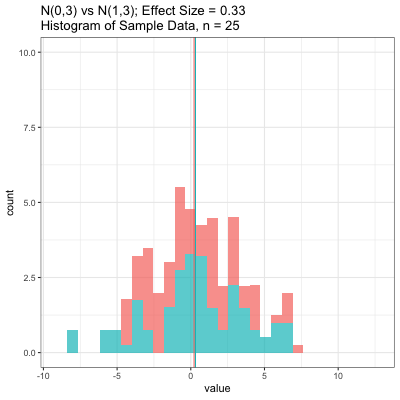 N(0,3) vs N(1,3); Effect Size = 0.33
Histogram of Sample Data, n = 25
10.0
7.5
5.0
2.5
0.0
count
-10 -5 0 5 10
value